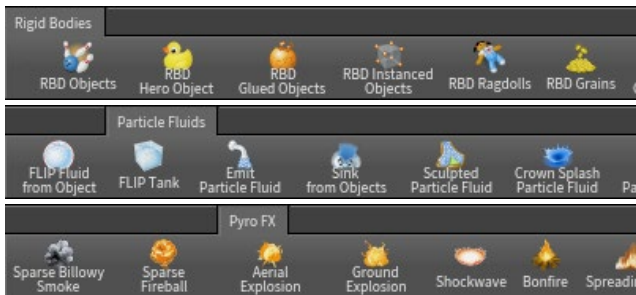 Rigid Bodies
RBD Objects
RBD
Hero Object
RBD
Glued Objects
RBD Instanced
Objects
RBD Ragdolls
RBD Grains
Particle Fluids
FLIP Fluid
from Object
FLIP Tank
Emit
Particle Fluid
Sink
from Objects
Sculpted
Particle Fluid
Crown Splash
Particle Fluid
Pa
Pyro FX
Sparse Billowy
Smoke
Sparse
Fireball
Aerial
Explosion
Ground
Explosion
Shockwave
Bonfire
Spreadin